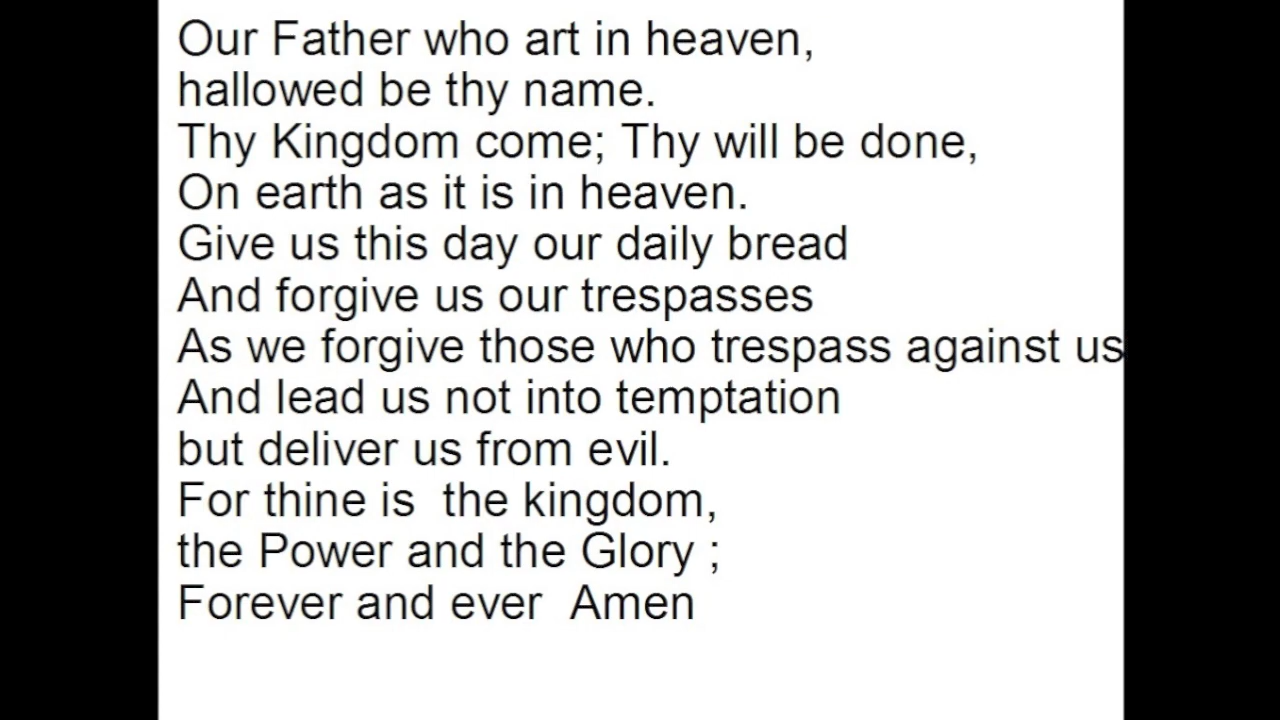 Our Father who art in heaven,
hallowed be thy name.
Thy Kingdom come; Thy will be done,
On earth as it is in heaven.
Give us this day our daily bread
And forgive us our trespasses
As we forgive those who trespass against us
And lead us not into temptation
but deliver us from evil.
For thine is  the kingdom,
the Power and the Glory ;
Forever and ever  Amen